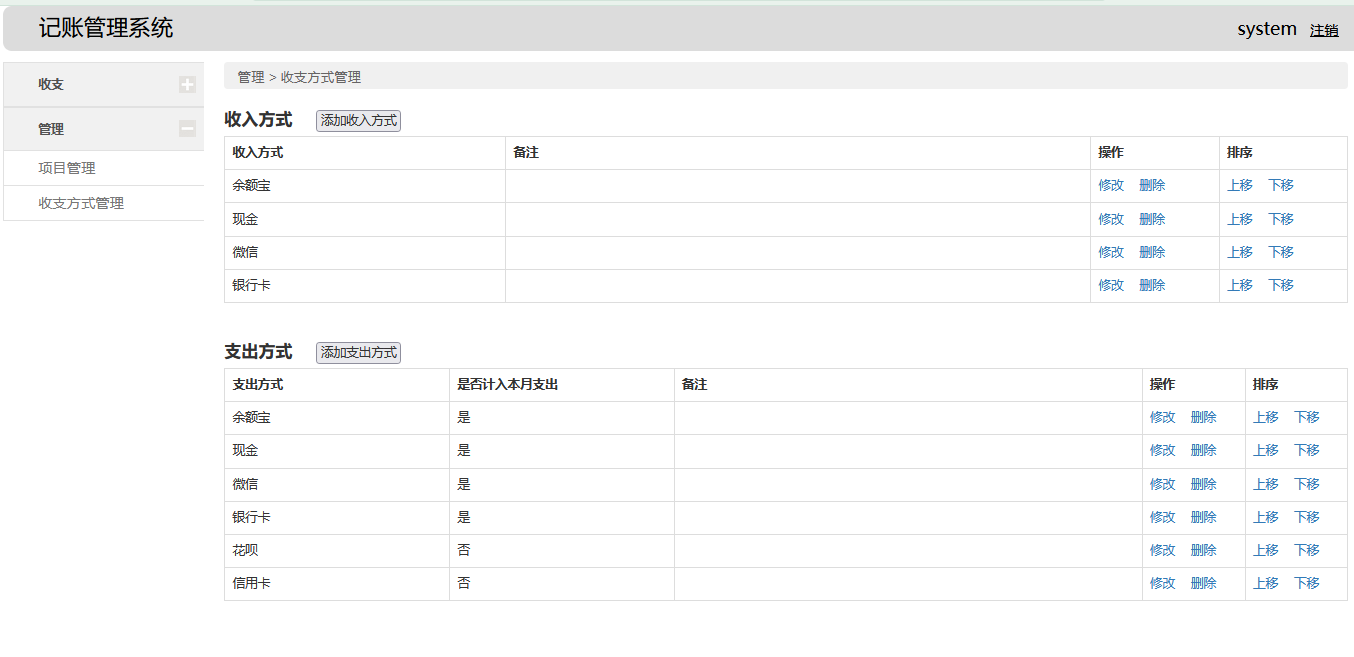 记账管理系统
system 注销
收支
管理
项目管理
收支方式管理
管理 > 收支方式管理
收入方式 添加收入方式
收入方式 备注 操作 排序
余额宝 修改 删除 上移 下移
现金 修改 删除 上移 下移
微信 修改 删除 上移 下移
银行卡 修改 删除 上移 下移
支出方式 添加支出方式
支出方式 是否计入本月支出 备注 操作 排序
余额宝 是 修改 删除 上移 下移
现金 是 修改 删除 上移 下移
微信 是 修改 删除 上移 下移
银行卡 是 修改 删除 上移 下移
花呗 否 修改 删除 上移 下移
信用卡 否 修改 删除 上移 下移